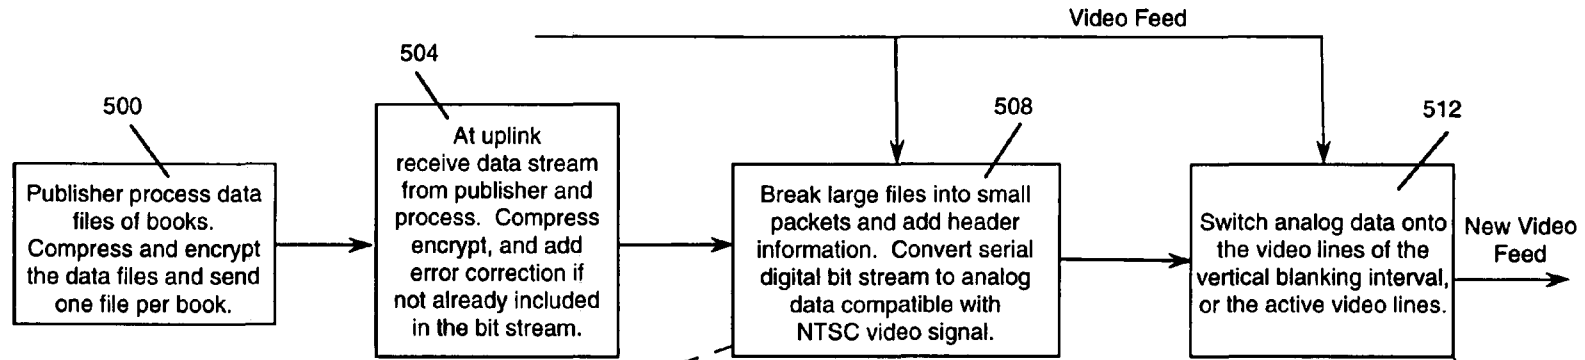 Video Feed
500
504
508
512
Publisher process data
files of books.
Compress and encrypt
the data files and send
one file per book.
At uplink
receive data stream
from publisher and
process. Compress
encrypt, and add
error correction if
not already included
in the bit stream.
Break large files into small
packets and add header
information. Convert serial
digital bit stream to analog
data compatible with
NTSC video signal.
Switch analog data onto
the video lines of the
vertical blanking interval,
or the active video lines.
New Video
Feed